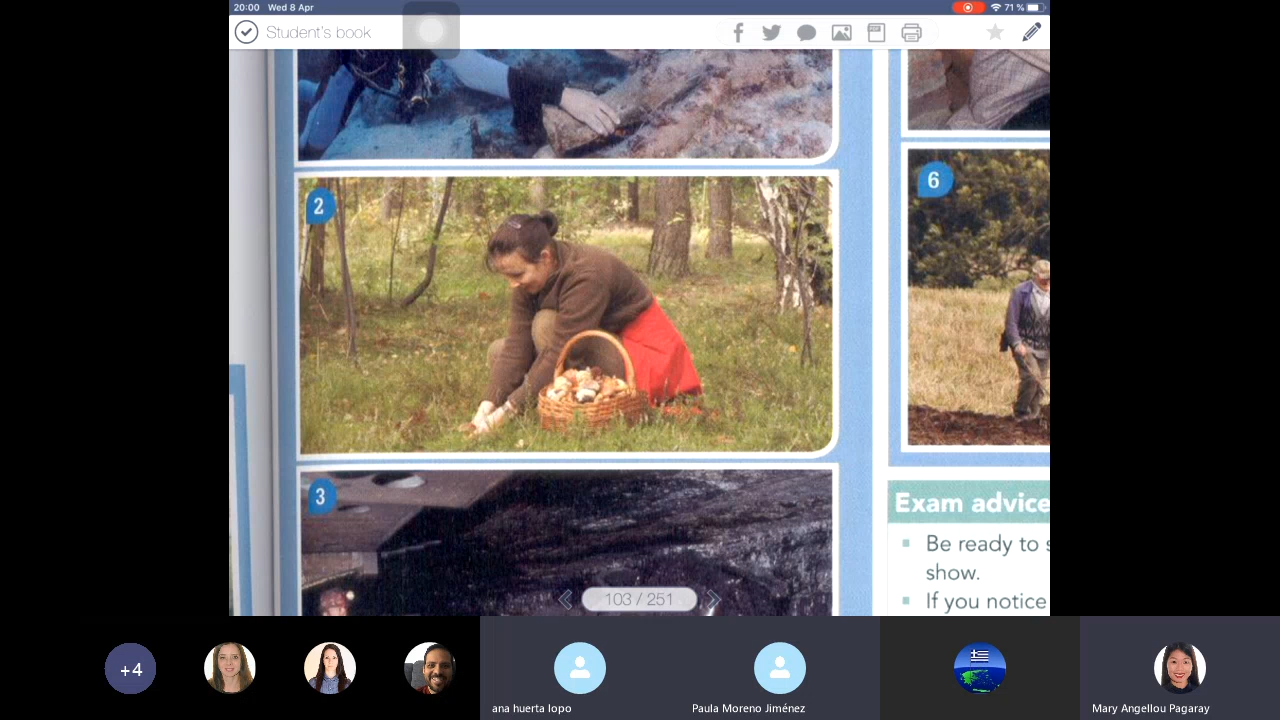 20:00 Wed 8 Apr
71 %
Student's book
2
6
3
Exam advice
Be ready to
show.
If you notice
103 / 251
+4
ana huerta lopo
Paula Moreno Jiménez
Mary Angellou Pagaray